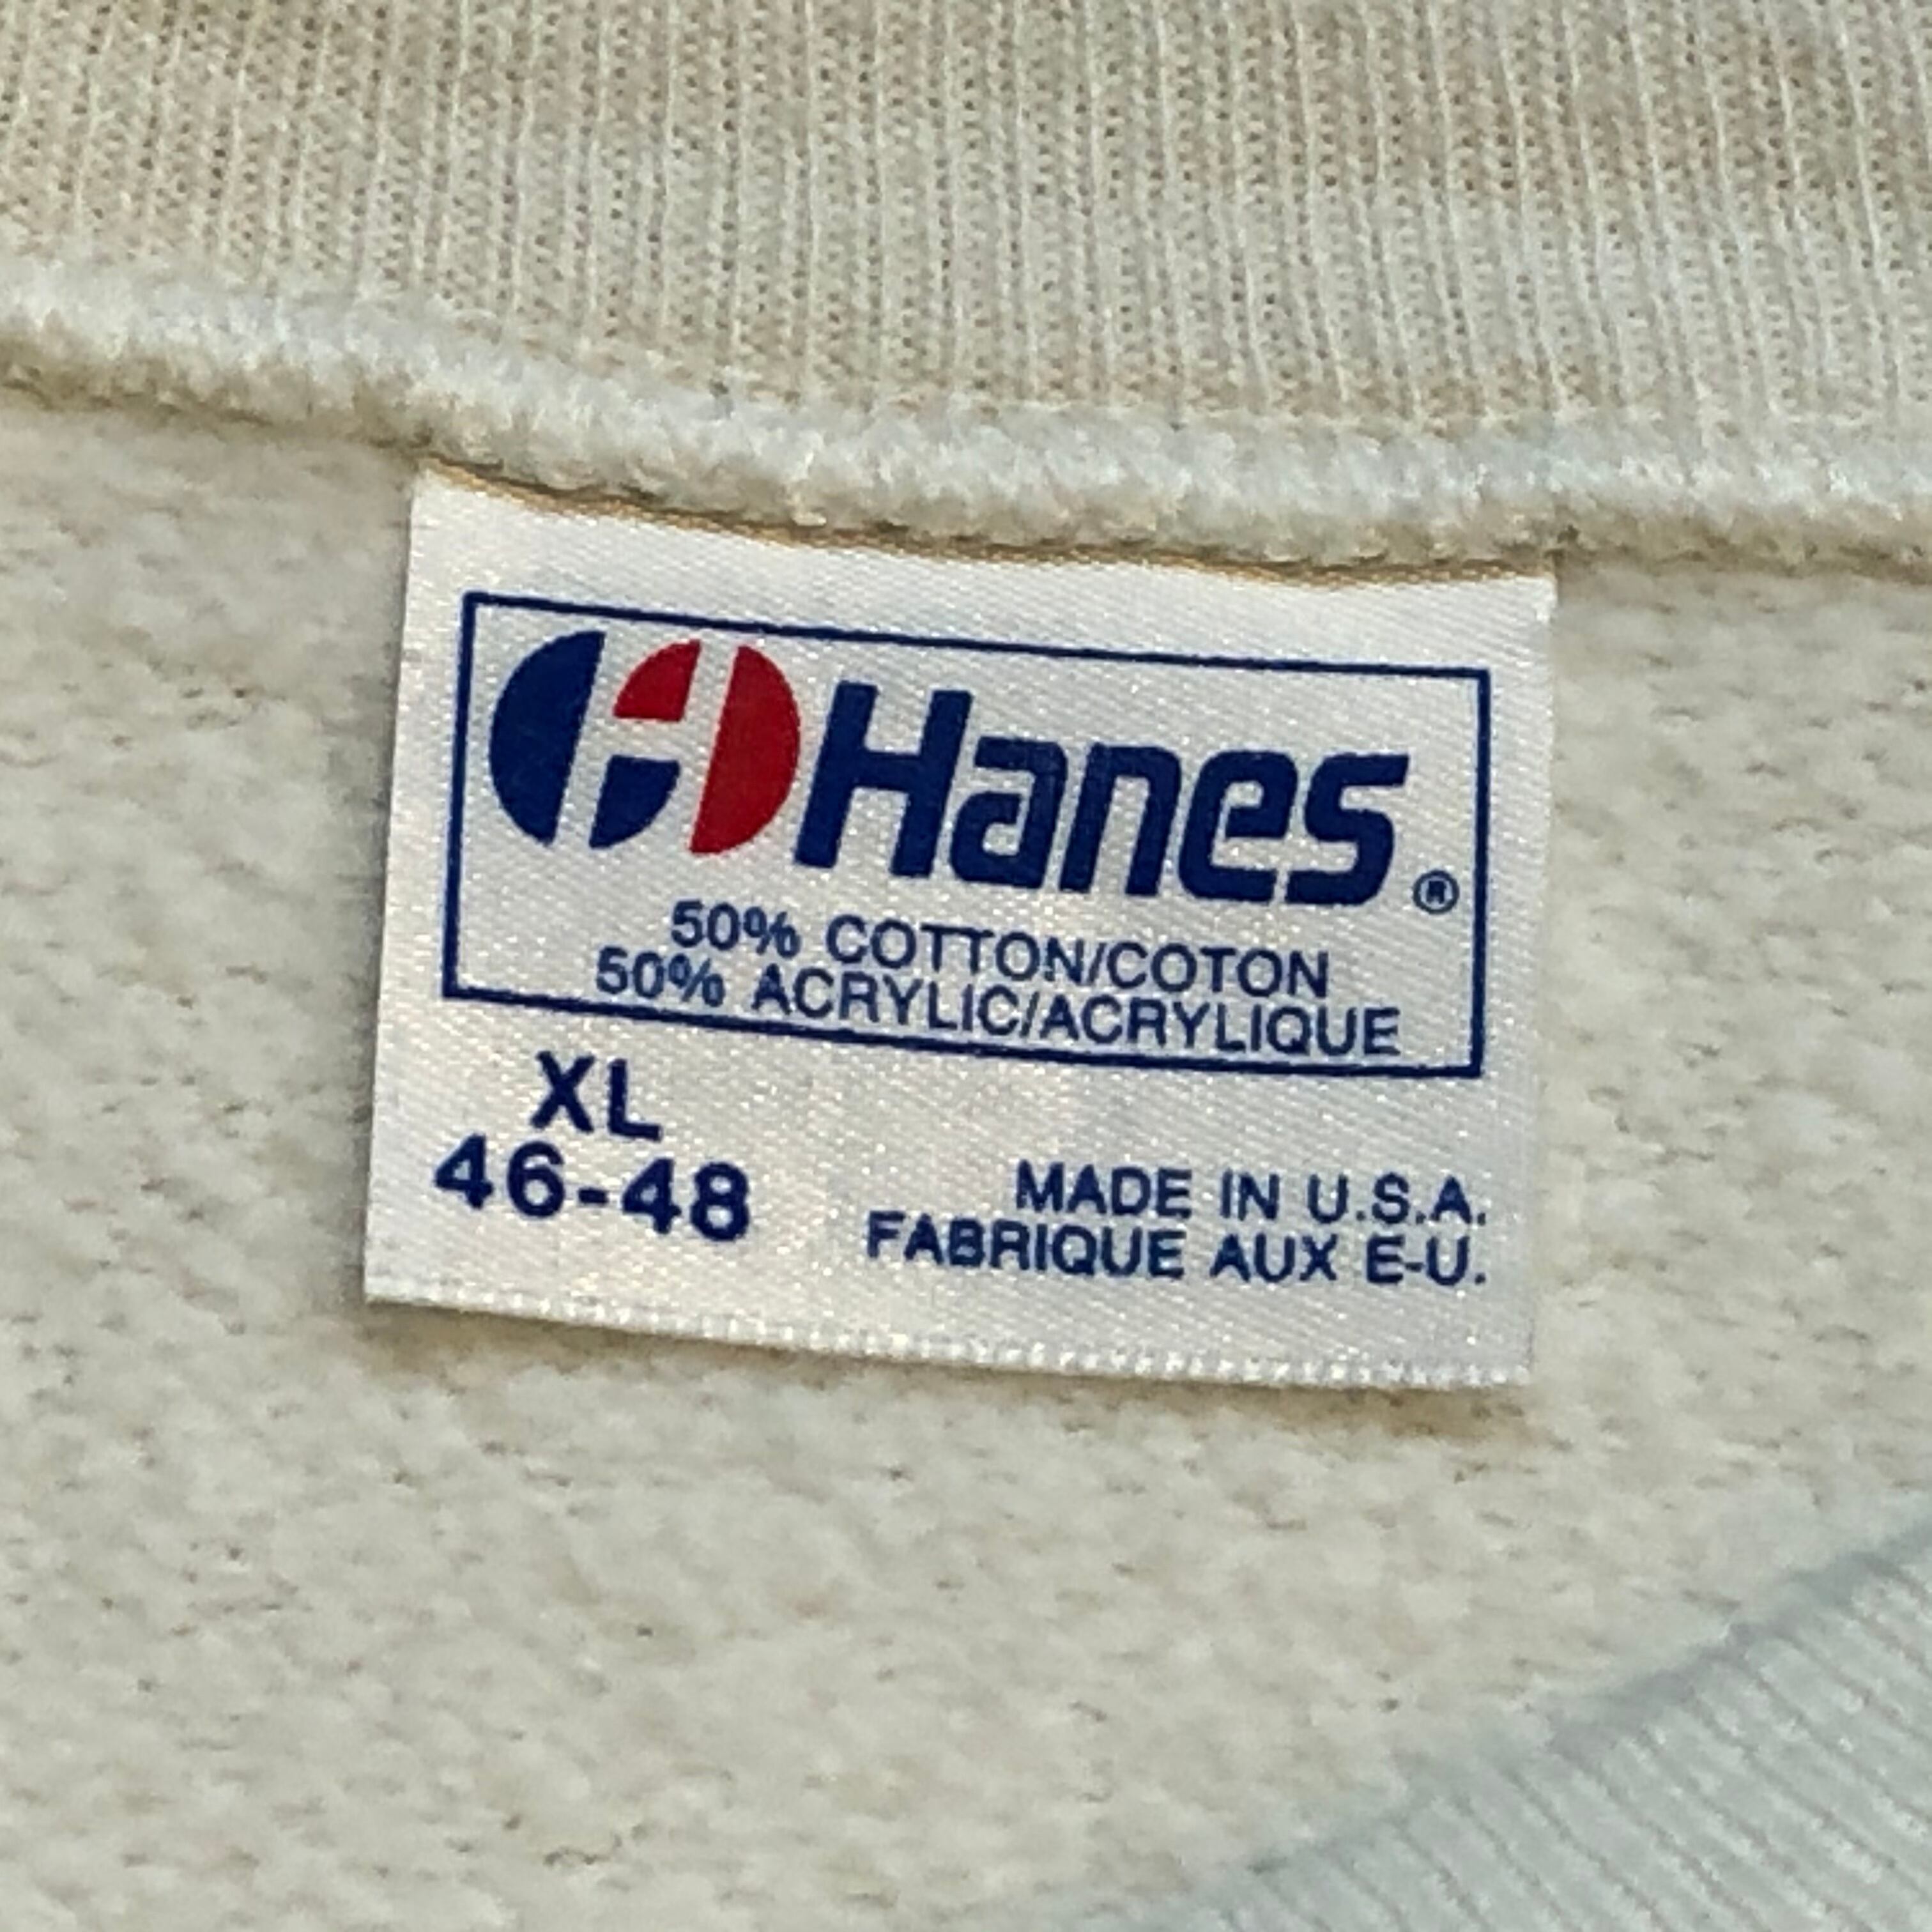 Hanes®
50% COTTON/COTON
50% ACRYLIC/ACRYLIQUE
XL
46-48
MADE IN U.S.A.
FABRIQUE AUX E-U.